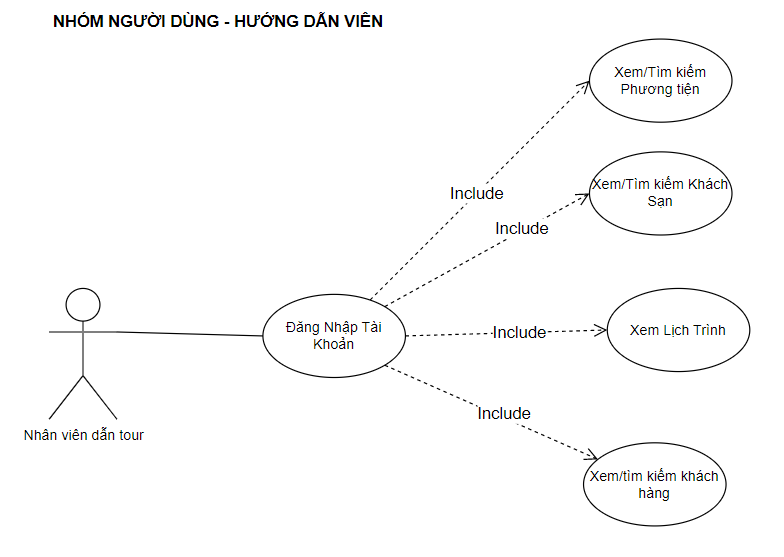 NHÓM NGƯỜI DÙNG - HƯỚNG DẪN VIÊN
Xem/Tìm kiếm
Phương tiện
Include
Xem/Tìm kiếm Khách
Sạn
Include
Đăng Nhập Tài
Khoản
Include
Xem Lịch Trình
Nhân viên dẫn tour
Include
Xem/tìm kiếm khách
hàng